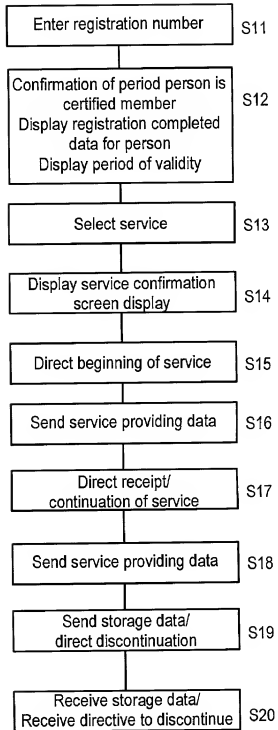 Enter registration number
S11
Confirmation of period person is
certified member
Display registration completed
data for person
Display period of validity
S12
Select service
S13
Display service confirmation
screen display
S14
Direct beginning of service
S15
Send service providing data
S16
Direct receipt/
continuation of service
S17
Send service providing data
S18
Send storage data/
direct discontinuation
S19
Receive storage data/
Receive directive to discontinue
S20